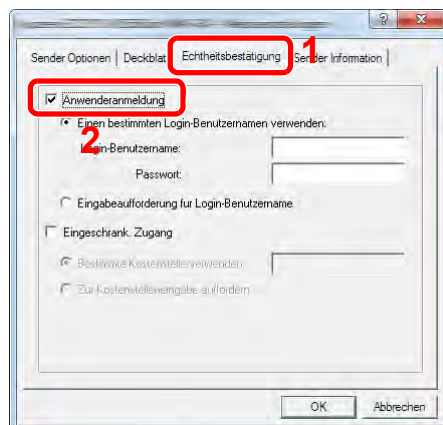 Sender Optionen Deckblatt Echtheitsbestätigung Sender Information
1
Anwenderanmeldung
2
Einen bestimmten Login-Benutzernamen verwenden:
Login-Benutzername:
Passwort:
Eingabeaufforderung fur Login-Benutzername
Eingeschrank. Zugang
Bestimmte Kostenstelle verwenden:
Zur Kostenstelleneingabe auffordern
OK Abbrechen